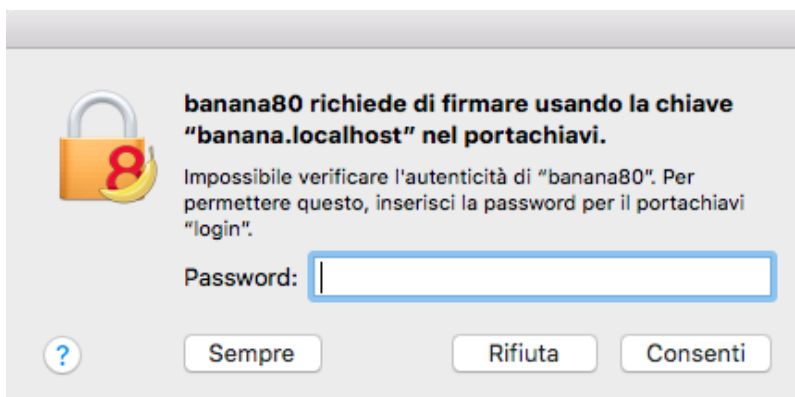 8
banana80 richiede di firmare usando la chiave
“banana.localhost” nel portachiavi.
Impossibile verificare l'autenticità di “banana80”. Per
permettere questo, inserisci la password per il portachiavi
“login”.
Password:
? Sempre Rifiuta Consenti